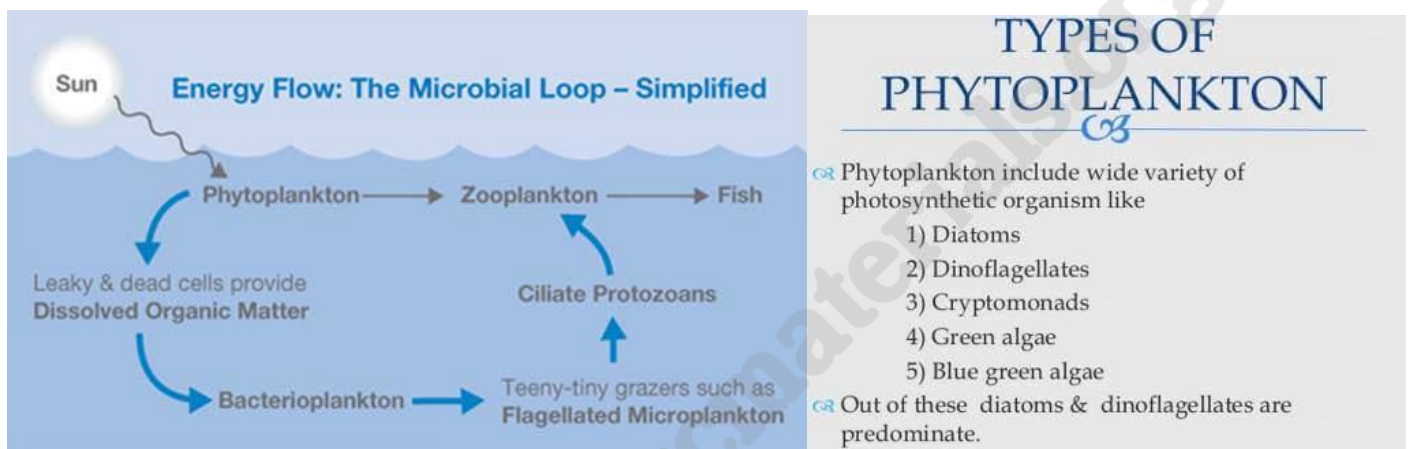 Sun
Energy Flow: The Microbial Loop – Simplified
Phytoplankton
Zooplankton
Fish
Leaky & dead cells provide
Dissolved Organic Matter
Ciliate Protozoans
Bacterioplankton
Teeny-tiny grazers such as
Flagellated Microplankton
TYPES OF
PHYTOPLANKTON
Phytoplankton include wide variety of
photosynthetic organism like
1) Diatoms
2) Dinoflagellates
3) Cryptomonads
4) Green algae
5) Blue green algae
Out of these diatoms & dinoflagellates are
predominate.